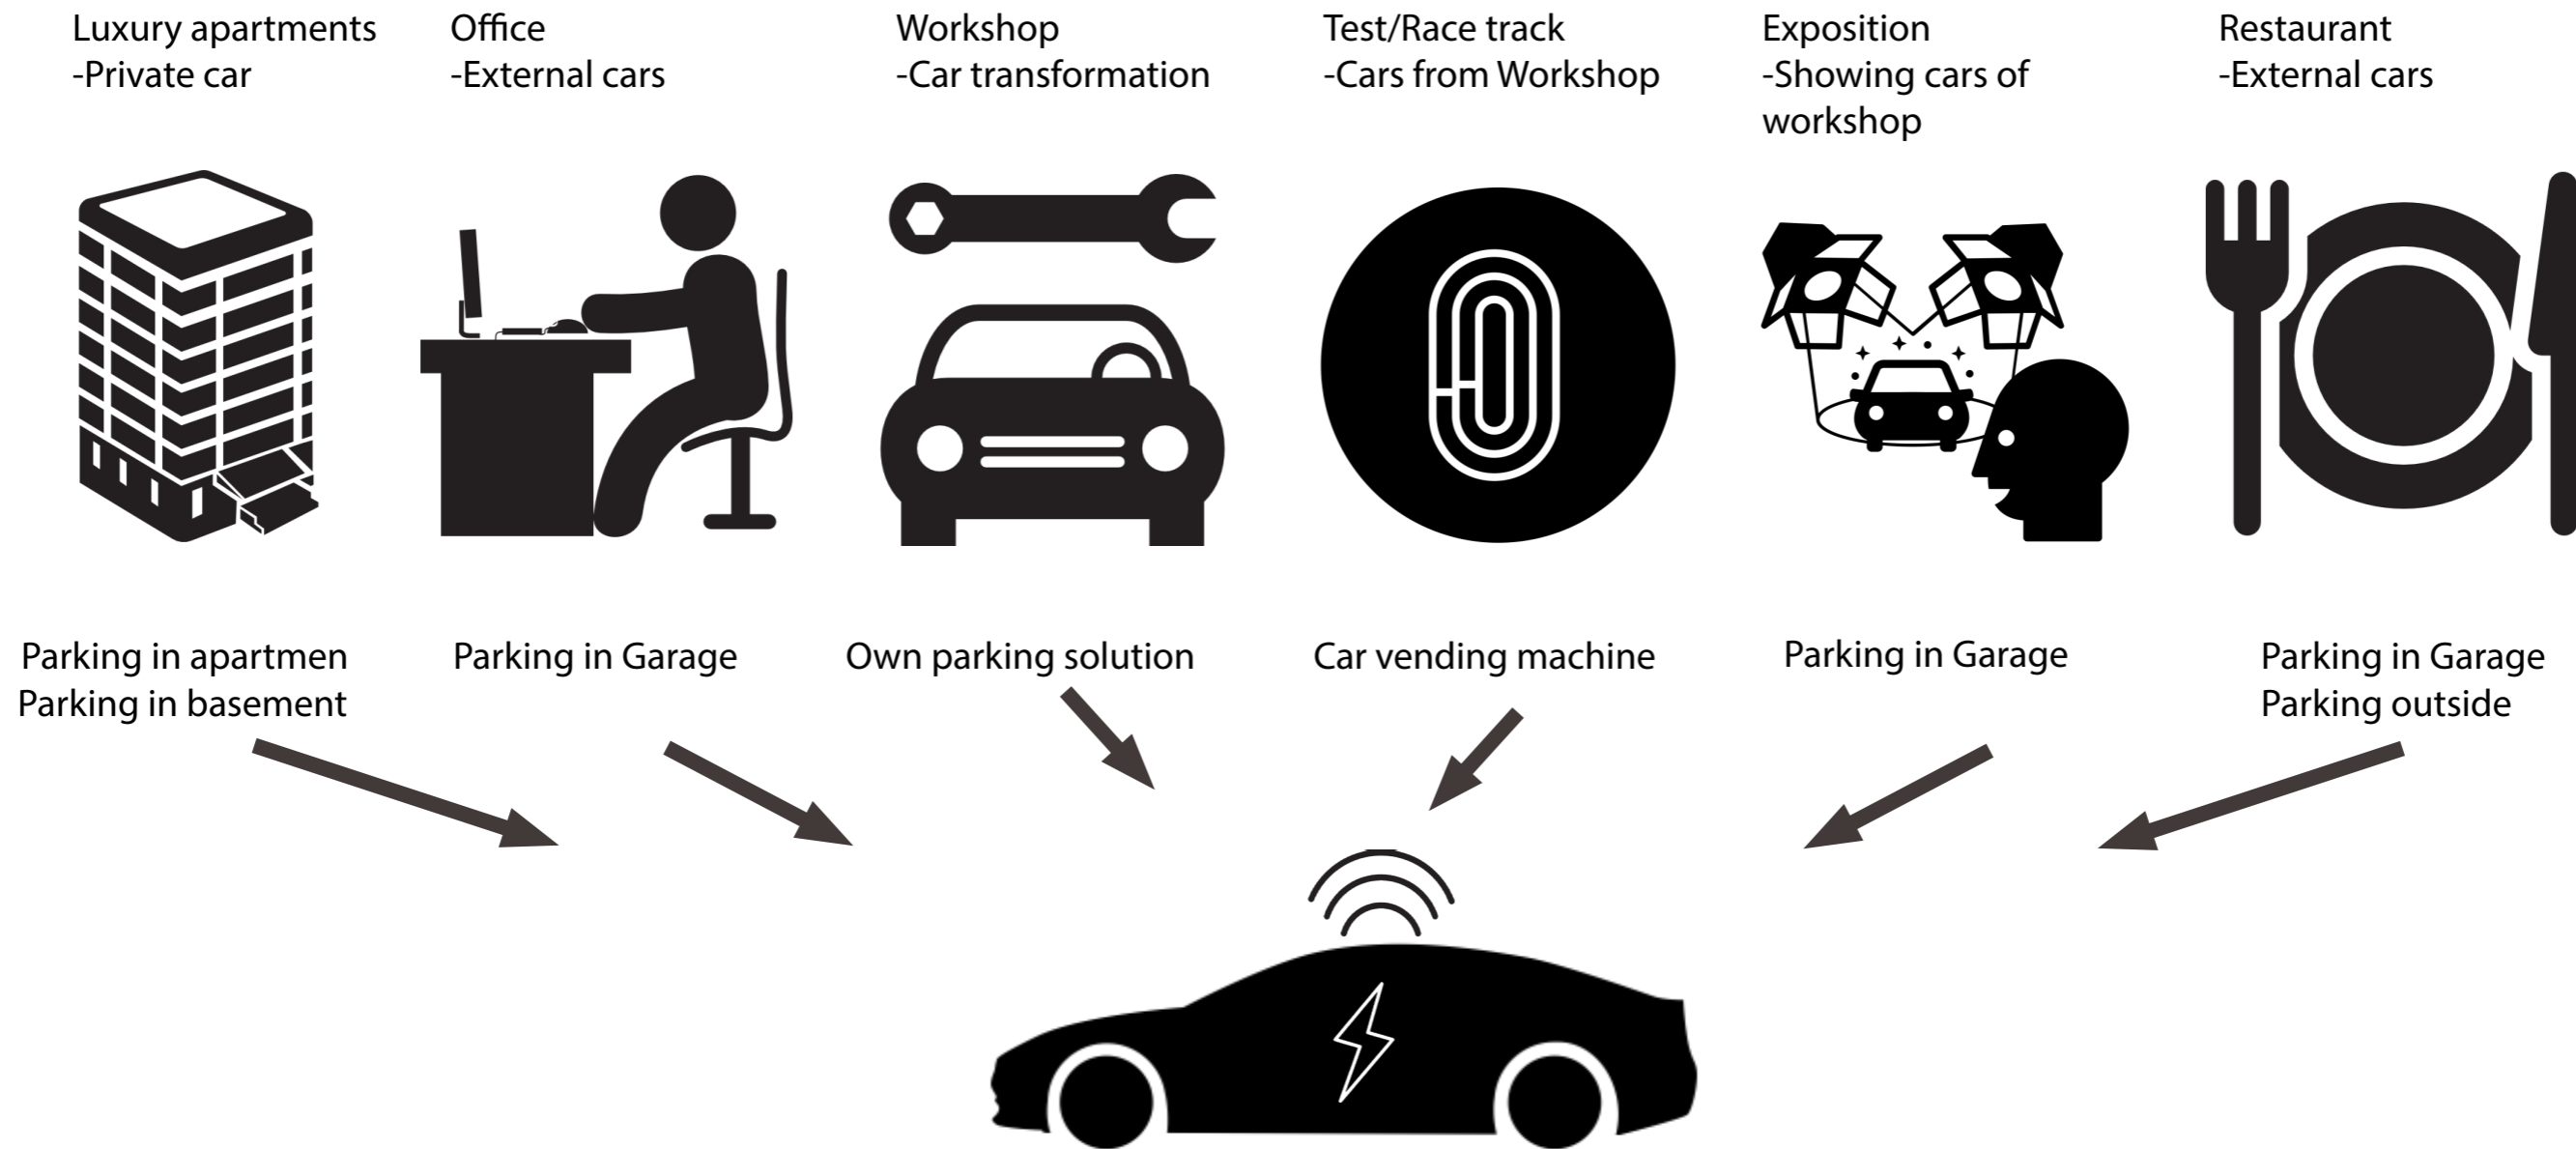 Luxury apartments
-Private car
Office
-External cars
Workshop
-Car transformation
Test/Race track
-Cars from Workshop
Exposition
-Showing cars of
workshop
Restaurant
-External cars
Parking in apartmen
Parking in basement
Parking in Garage
Own parking solution
Car vending machine
Parking in Garage
Parking in Garage
Parking outside